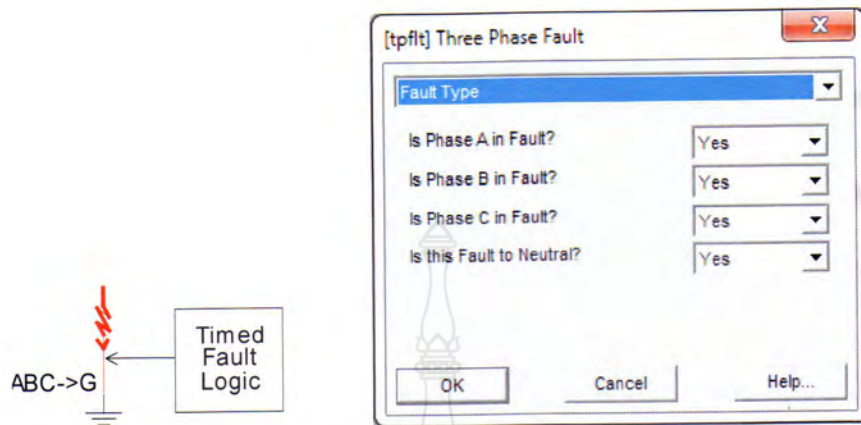 Timed
Fault
Logic
ABC->G
[tpflt] Three Phase Fault
X
Fault Type
Is Phase A in Fault? Yes
Is Phase B in Fault? Yes
Is Phase C in Fault? Yes
Is this Fault to Neutral? Yes
OK Cancel Help...